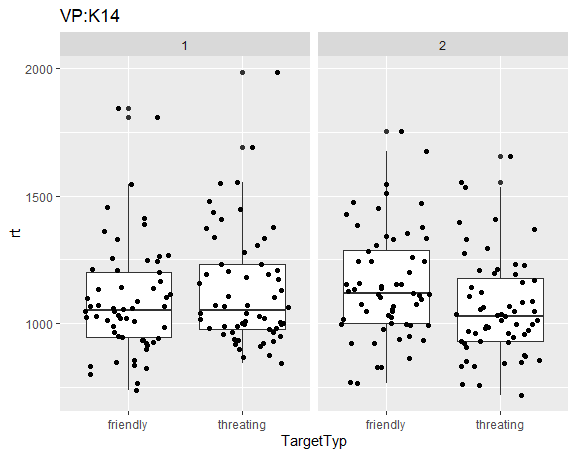 VP:K14
1 2
2000
1500
1000
rt
friendly threating friendly threating
TargetTyp